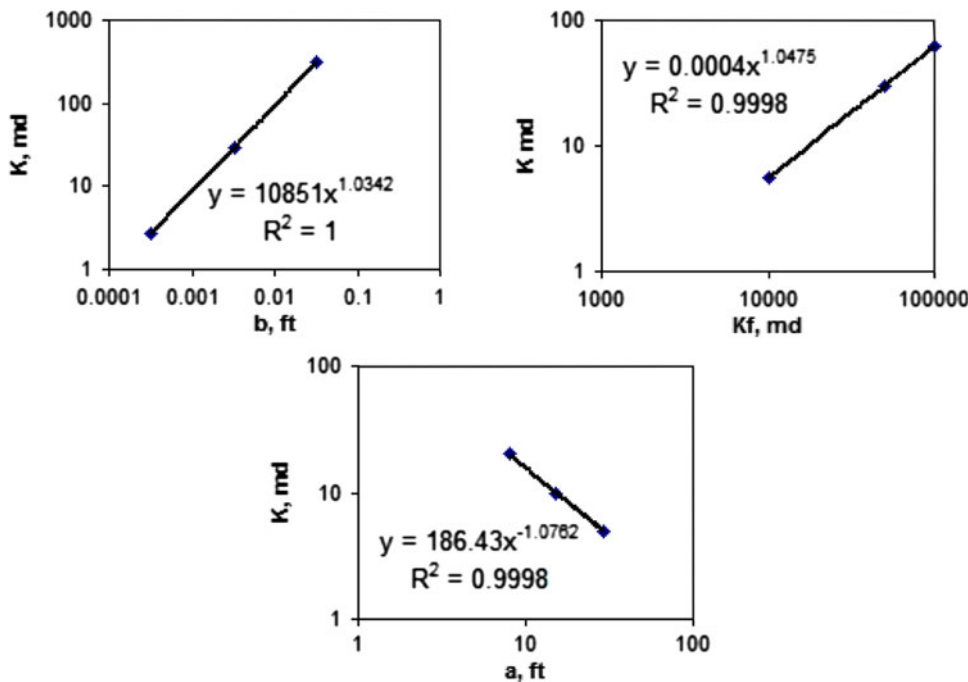 1000
100
10
1
K, md
y = 10851x^1.0342
R² = 1
0.0001 0.001 0.01 0.1 1
b, ft
100
10
1
K md
y = 0.0004x^1.0475
R² = 0.9998
1000 10000 100000
Kf, md
100
10
1
K, md
y = 186.43x^-1.0762
R² = 0.9998
1 10 100
a, ft